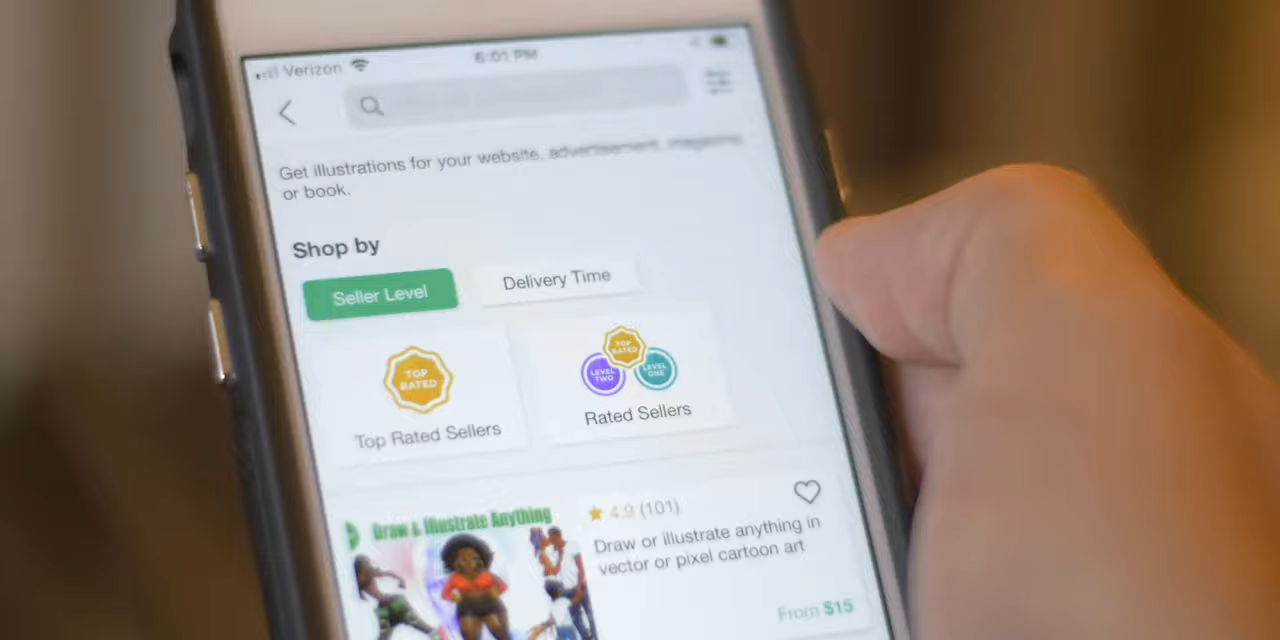 Verizon
6:01 PM
Get illustrations for your website, advertisement, magazine
or book.
Shop by
Seller Level
Delivery Time
TOP
RATED
Top Rated Sellers
TOP
RATED
LEVEL
TWO
LEVEL
ONE
Rated Sellers
Draw & Illustrate Anything
4.9 (101)
Draw or illustrate anything in
vector or pixel cartoon art
From $15